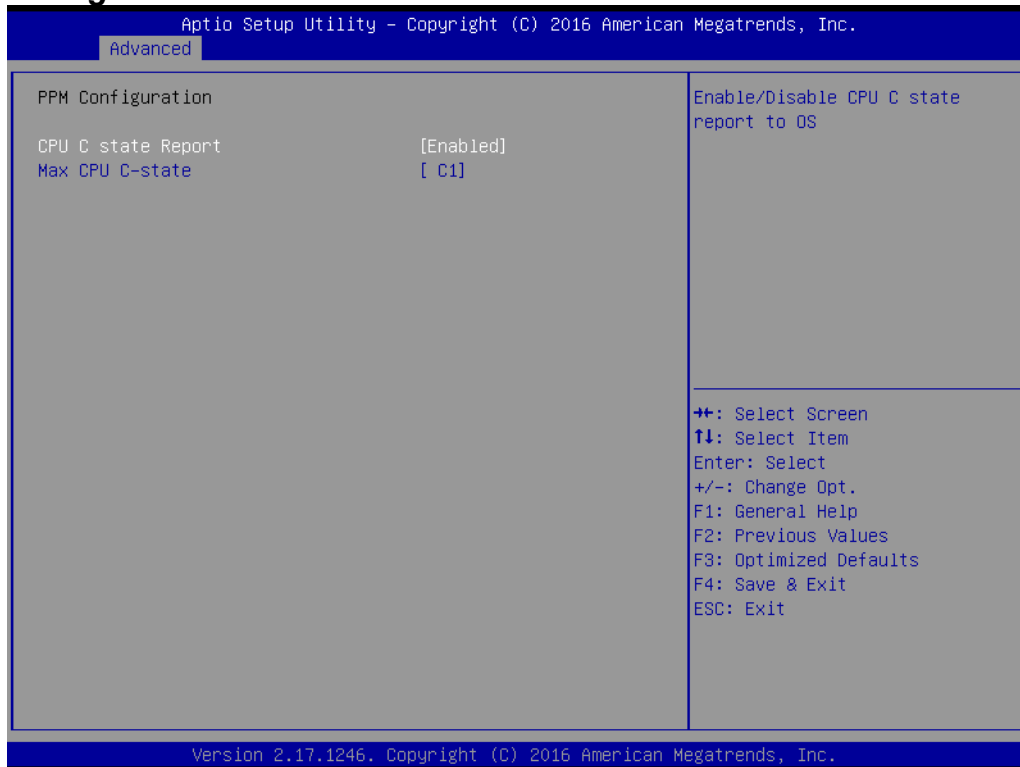 Aptio Setup Utility – Copyright (C) 2016 American Megatrends, Inc.
Advanced
PPM Configuration
CPU C state Report [Enabled]
Max CPU C-state [ C1]
Enable/Disable CPU C state
report to OS
→←: Select Screen
↑↓: Select Item
Enter: Select
+/-: Change Opt.
F1: General Help
F2: Previous Values
F3: Optimized Defaults
F4: Save & Exit
ESC: Exit
Version 2.17.1246. Copyright (C) 2016 American Megatrends, Inc.